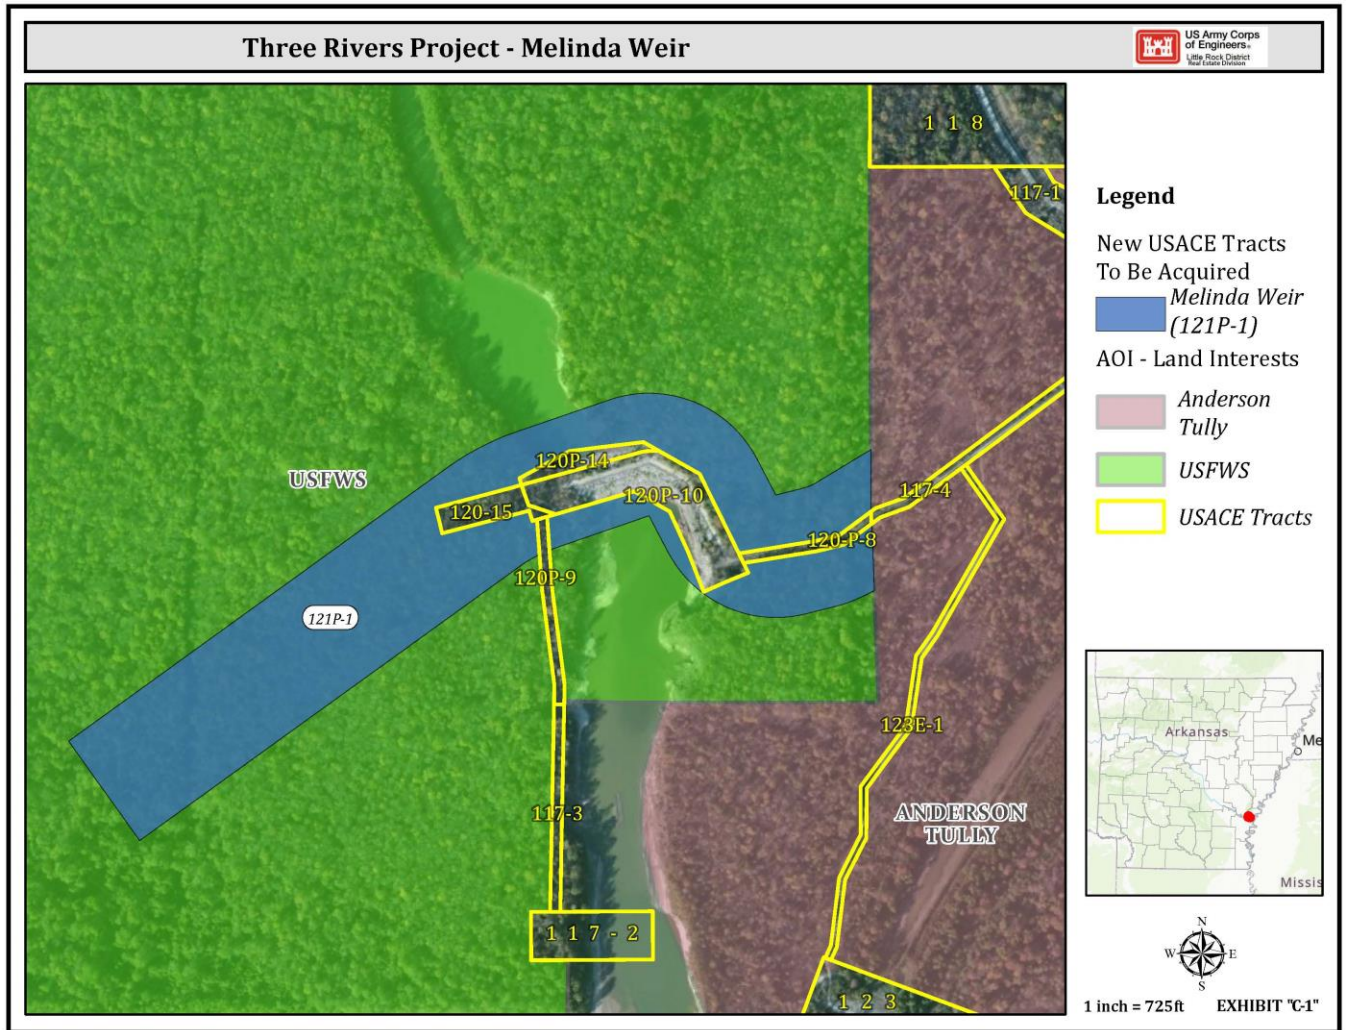 Three Rivers Project - Melinda Weir
US Army Corps
of Engineers®
Little Rock District
Real Estate Division
1 1 8
117-1
USFWS
120P-14
120P-10
120-15
117-4
120-P-8
120P-9
121P-1
123E-1
117-3
ANDERSON
TULLY
1 1 7 - 2
1 2 3
Legend
New USACE Tracts
To Be Acquired
Melinda Weir
(121P-1)
AOI - Land Interests
Anderson
Tully
USFWS
USACE Tracts
Arkansas
Me
Missis
N
W
E
S
1 inch = 725ft
EXHIBIT "C-1"